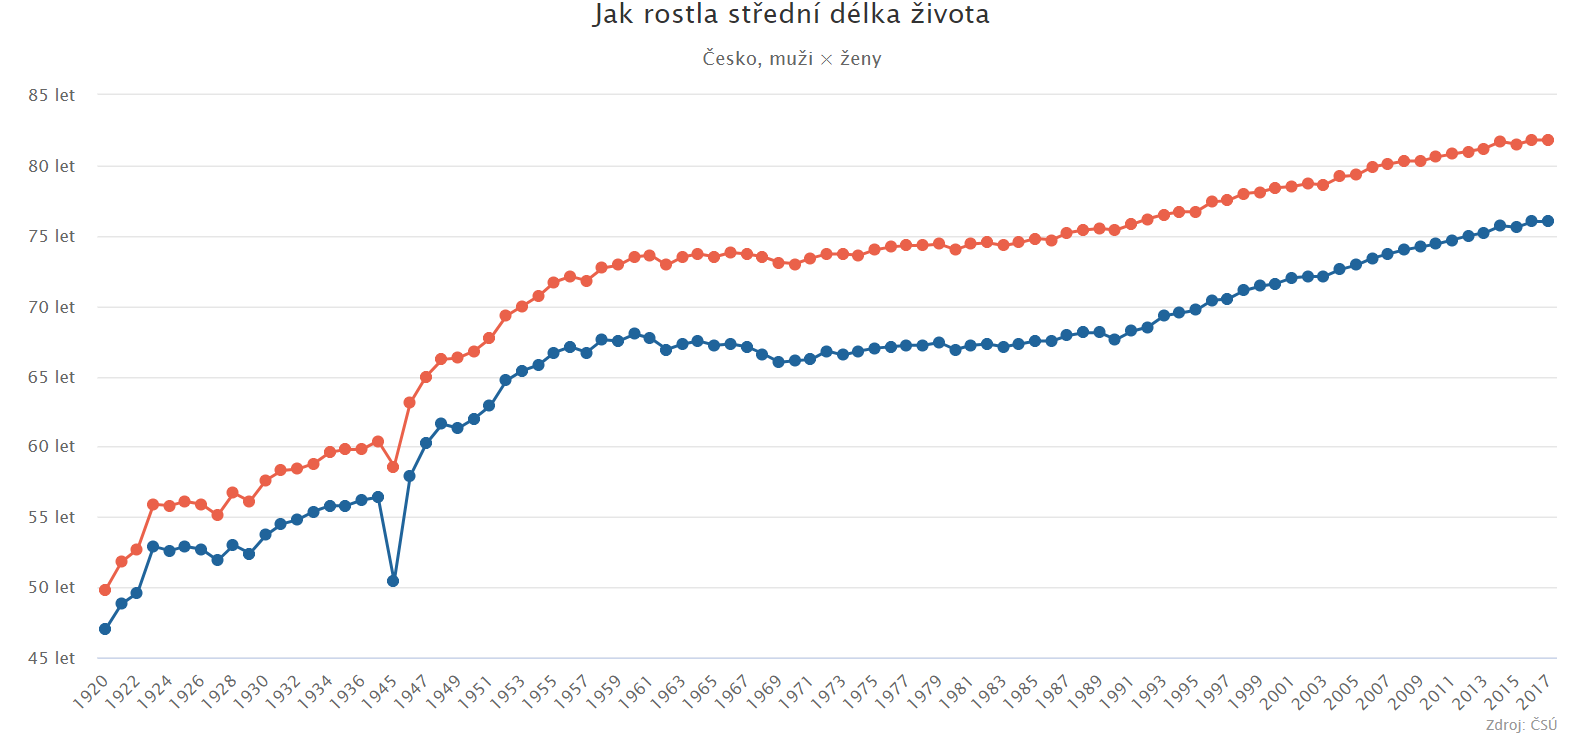 Jak rostla střední délka života
Česko, muži × ženy
85 let
80 let
75 let
70 let
65 let
60 let
55 let
50 let
45 let
1920 1922 1924 1926 1928 1930 1932 1934 1936 1945 1947 1949 1951 1953 1955 1957 1959 1961 1963 1965 1967 1969 1971 1973 1975 1977 1979 1981 1983 1985 1987 1989 1991 1993 1995 1997 1999 2001 2003 2005 2007 2009 2011 2013 2015 2017
Zdroj: ČSÚ